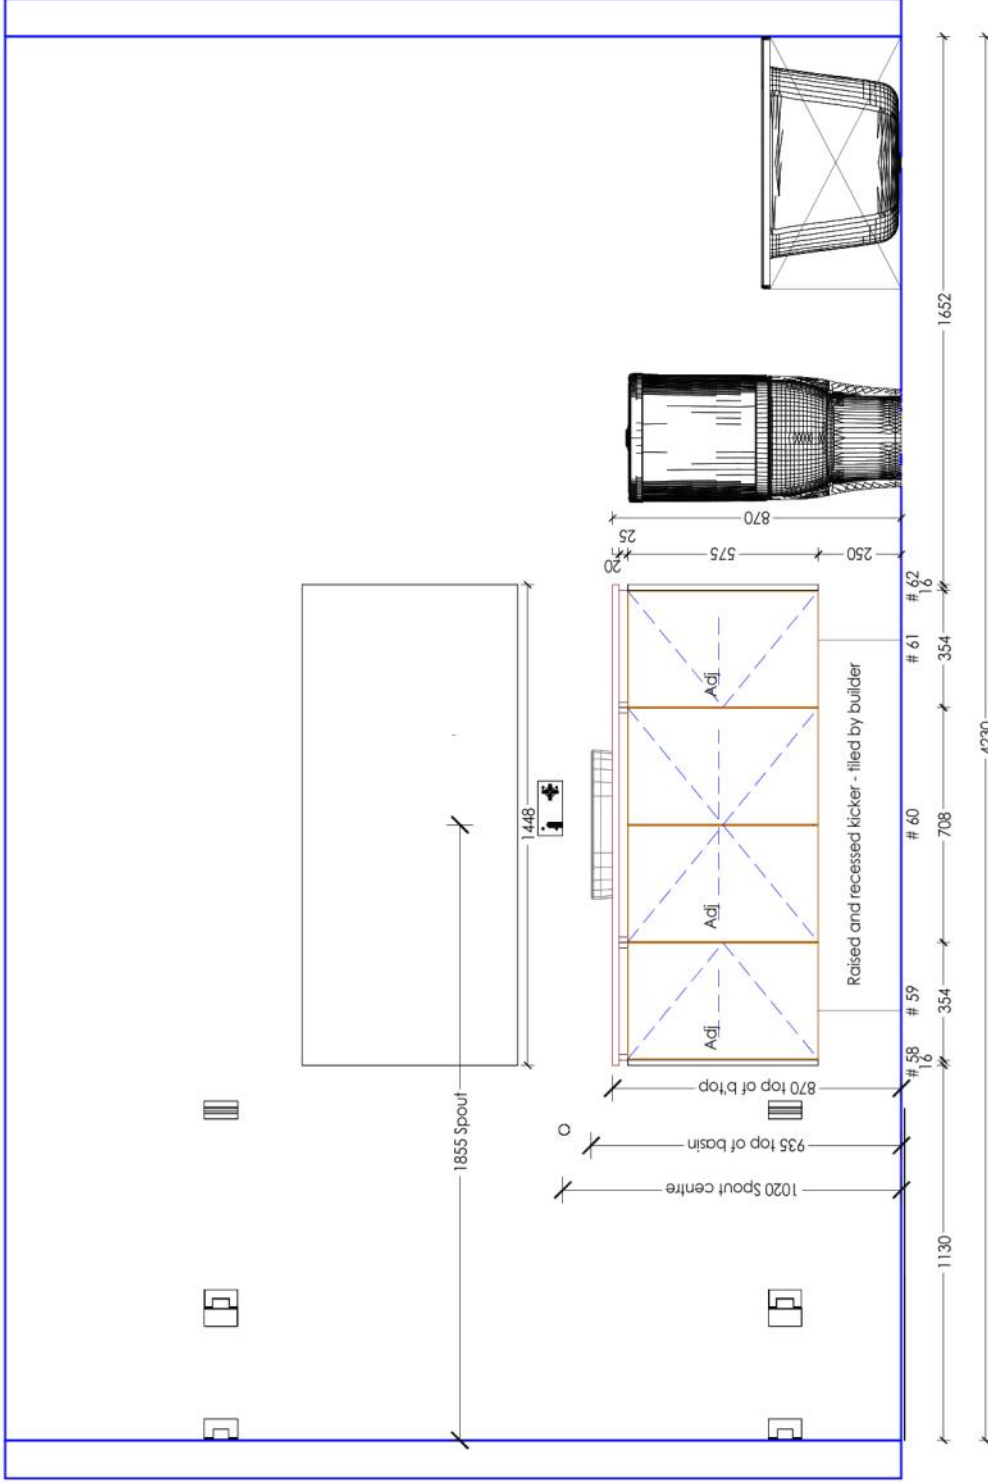 1855 Spout
1448
20
25
575
250
870
Adj
Adj
Adj
870 top of b'top
935 top of basin
1020 Spout centre
Raised and recessed kicker - tiled by builder
# 58
# 59
# 60
# 61
# 62
1130
16
354
708
354
16
1652
4230